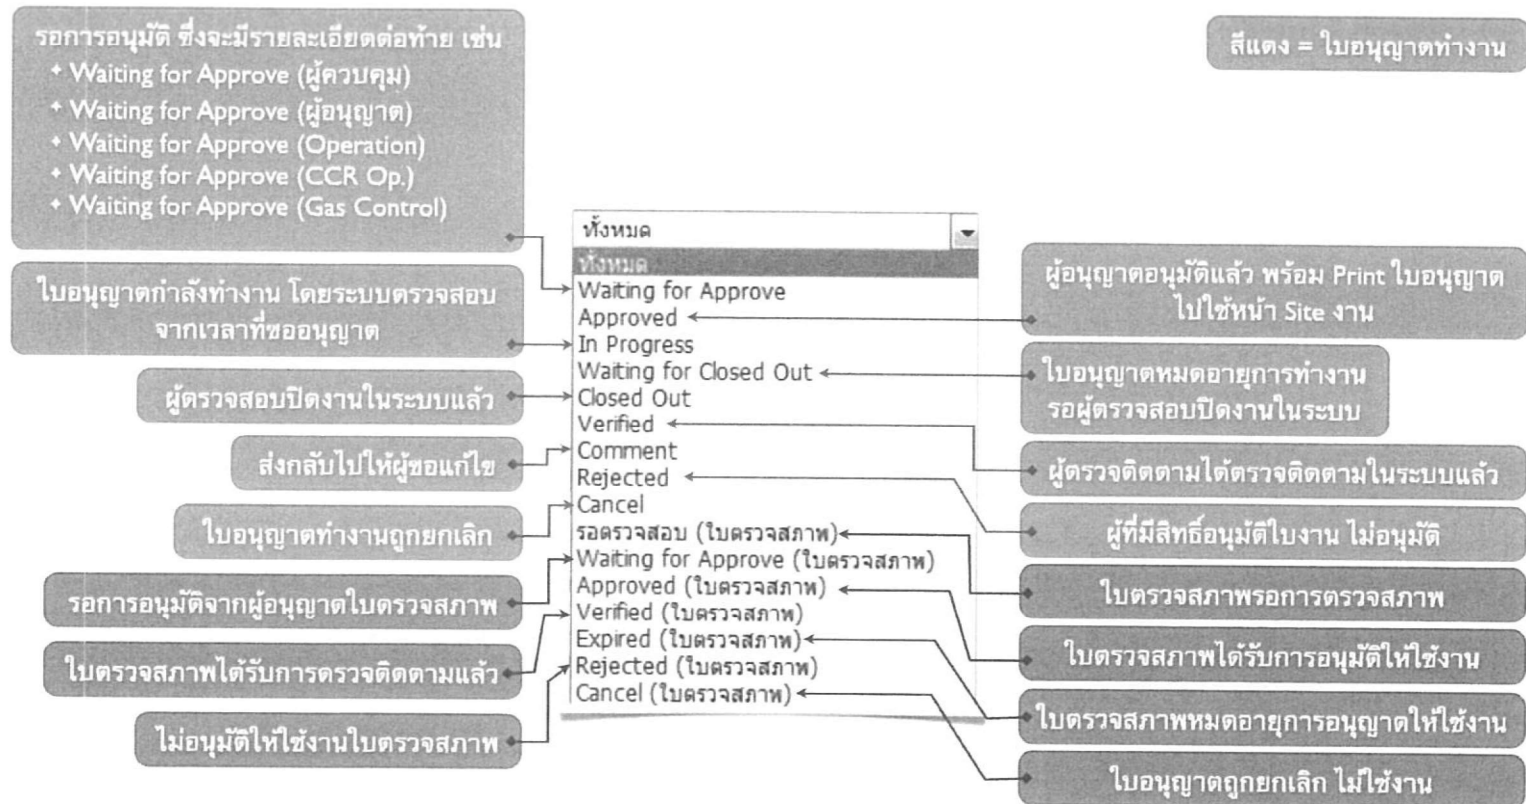 รอการอนุมัติ ซึ่งจะมีรายละเอียดต่อท้าย เช่น
Waiting for Approve (ผู้ควบคุม)
Waiting for Approve (ผู้อนุญาต)
Waiting for Approve (Operation)
Waiting for Approve (CCR Op.)
Waiting for Approve (Gas Control)
สีแดง = ใบอนุญาตทำงาน
ใบอนุญาตกำลังทำงาน โดยระบบตรวจสอบ
จากเวลาที่ขออนุญาต
ผู้ตรวจสอบปิดงานในระบบแล้ว
ส่งกลับไปให้ผู้ขอแก้ไข
ใบอนุญาตทำงานถูกยกเลิก
รอการอนุมัติจากผู้อนุญาตใบตรวจสภาพ
ใบตรวจสภาพได้รับการตรวจติดตามแล้ว
ไม่อนุมัติให้ใช้งานใบตรวจสภาพ
ทั้งหมด
ทั้งหมด
Waiting for Approve
Approved
In Progress
Waiting for Closed Out
Closed Out
Verified
Comment
Rejected
Cancel
รอตรวจสอบ (ใบตรวจสภาพ)
Waiting for Approve (ใบตรวจสภาพ)
Approved (ใบตรวจสภาพ)
Verified (ใบตรวจสภาพ)
Expired (ใบตรวจสภาพ)
Rejected (ใบตรวจสภาพ)
Cancel (ใบตรวจสภาพ)
ผู้อนุญาตอนุมัติแล้ว พร้อม Print ใบอนุญาต
ไปใช้หน้า Site งาน
ใบอนุญาตหมดอายุการทำงาน
รอผู้ตรวจสอบปิดงานในระบบ
ผู้ตรวจติดตามได้ตรวจติดตามในระบบแล้ว
ผู้ที่มีสิทธิ์อนุมัติใบงาน ไม่อนุมัติ
ใบตรวจสภาพรอการตรวจสภาพ
ใบตรวจสภาพได้รับการอนุมัติให้ใช้งาน
ใบตรวจสภาพหมดอายุการอนุญาตให้ใช้งาน
ใบอนุญาตถูกยกเลิก ไม่ใช้งาน